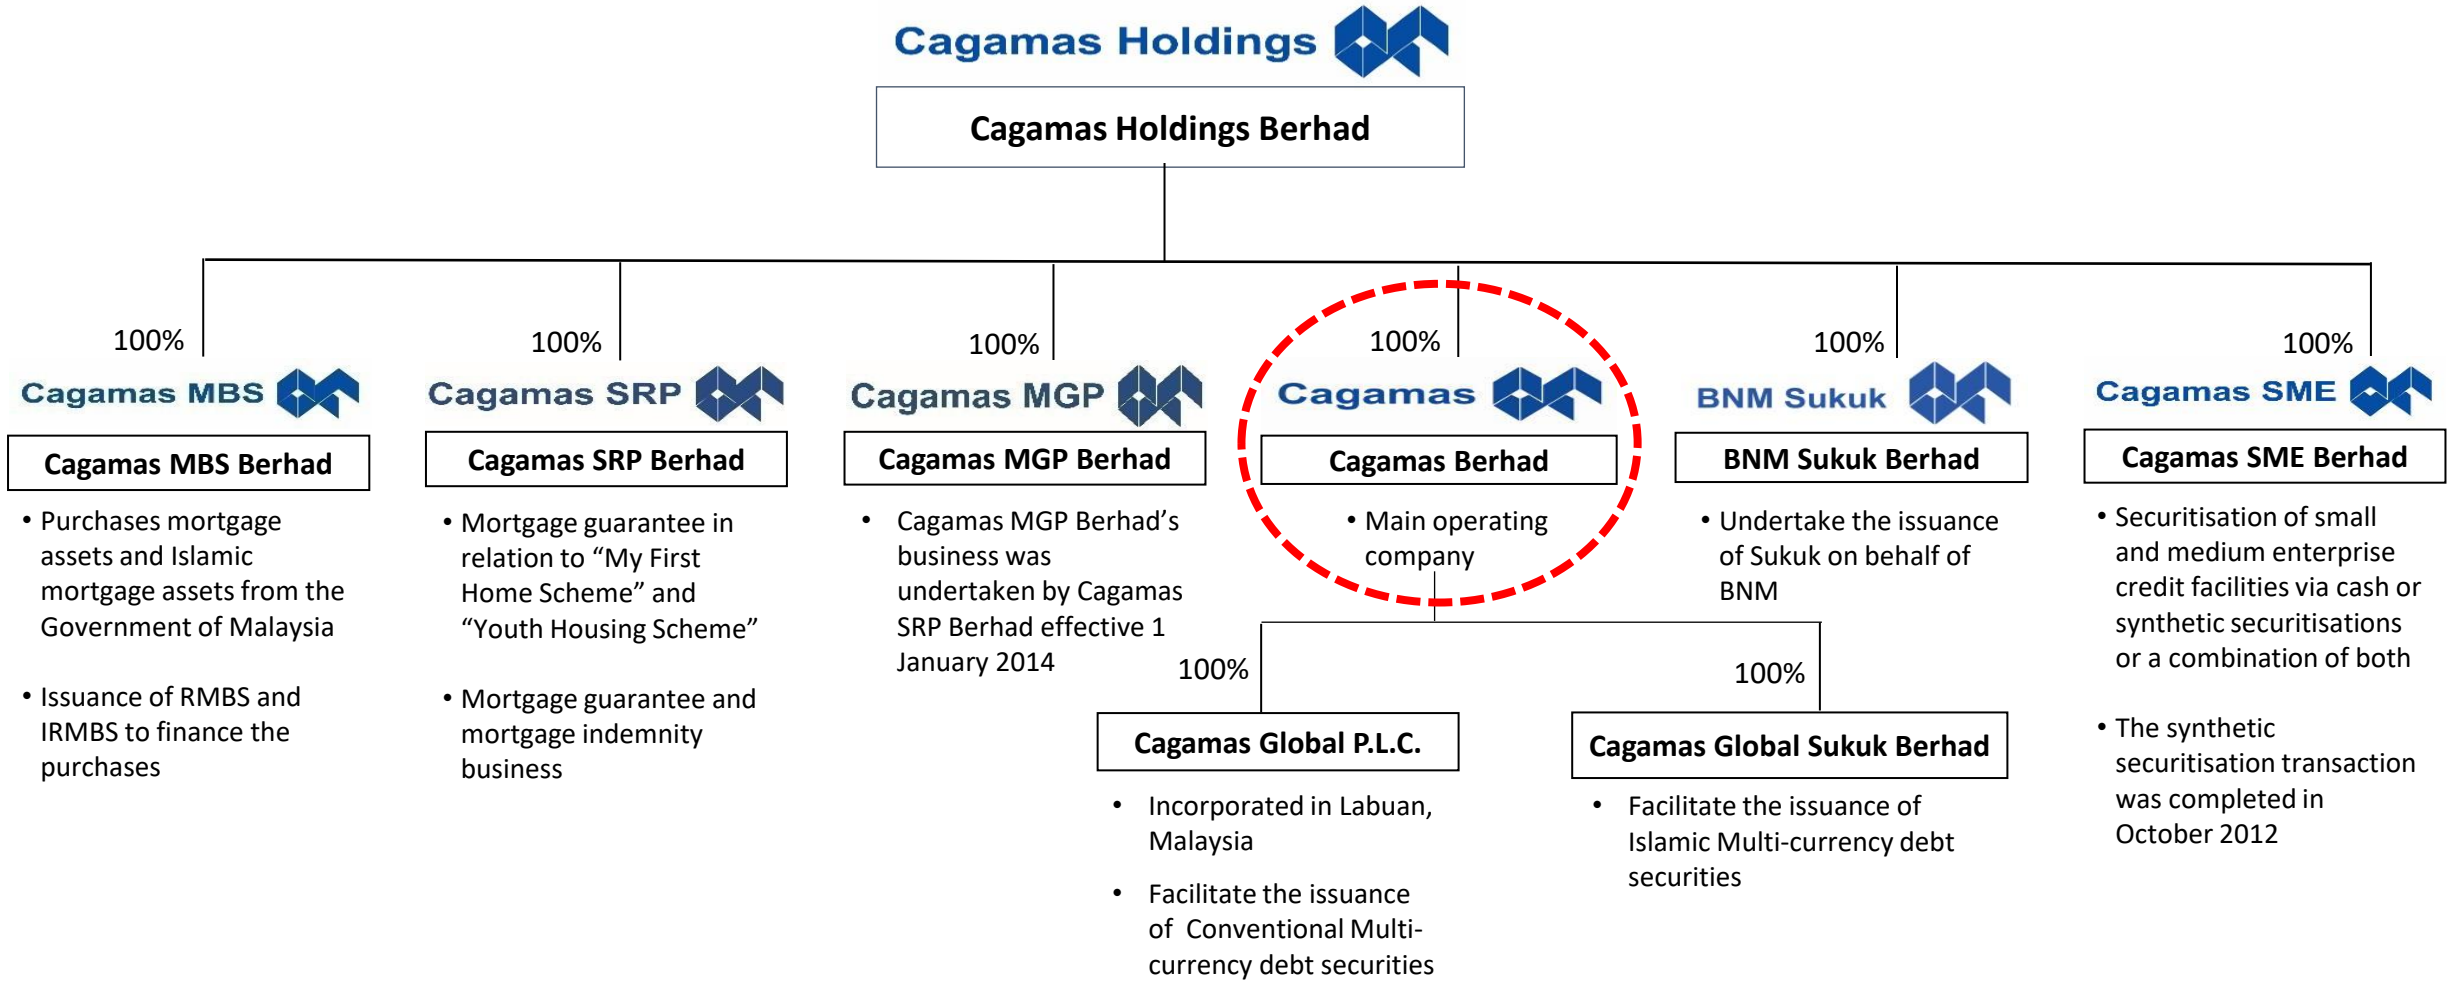 Cagamas Holdings
Cagamas Holdings Berhad
100%
Cagamas MBS
Cagamas MBS Berhad
• Purchases mortgage
assets and Islamic
mortgage assets from the
Government of Malaysia
• Issuance of RMBS and
IRMBS to finance the
purchases
100%
Cagamas SRP
Cagamas SRP Berhad
• Mortgage guarantee in
relation to “My First
Home Scheme” and
“Youth Housing Scheme”
• Mortgage guarantee and
mortgage indemnity
business
100%
Cagamas MGP
Cagamas MGP Berhad
• Cagamas MGP Berhad’s
business was
undertaken by Cagamas
SRP Berhad effective 1
January 2014
100%
Cagamas
Cagamas Berhad
• Main operating
company
100%
Cagamas Global P.L.C.
• Incorporated in Labuan,
Malaysia
• Facilitate the issuance
of Conventional Multi-
currency debt securities
100%
Cagamas Global Sukuk Berhad
• Facilitate the issuance of
Islamic Multi-currency debt
securities
100%
BNM Sukuk
BNM Sukuk Berhad
• Undertake the issuance
of Sukuk on behalf of
BNM
100%
Cagamas SME
Cagamas SME Berhad
• Securitisation of small
and medium enterprise
credit facilities via cash or
synthetic securitisations
or a combination of both
• The synthetic
securitisation transaction
was completed in
October 2012